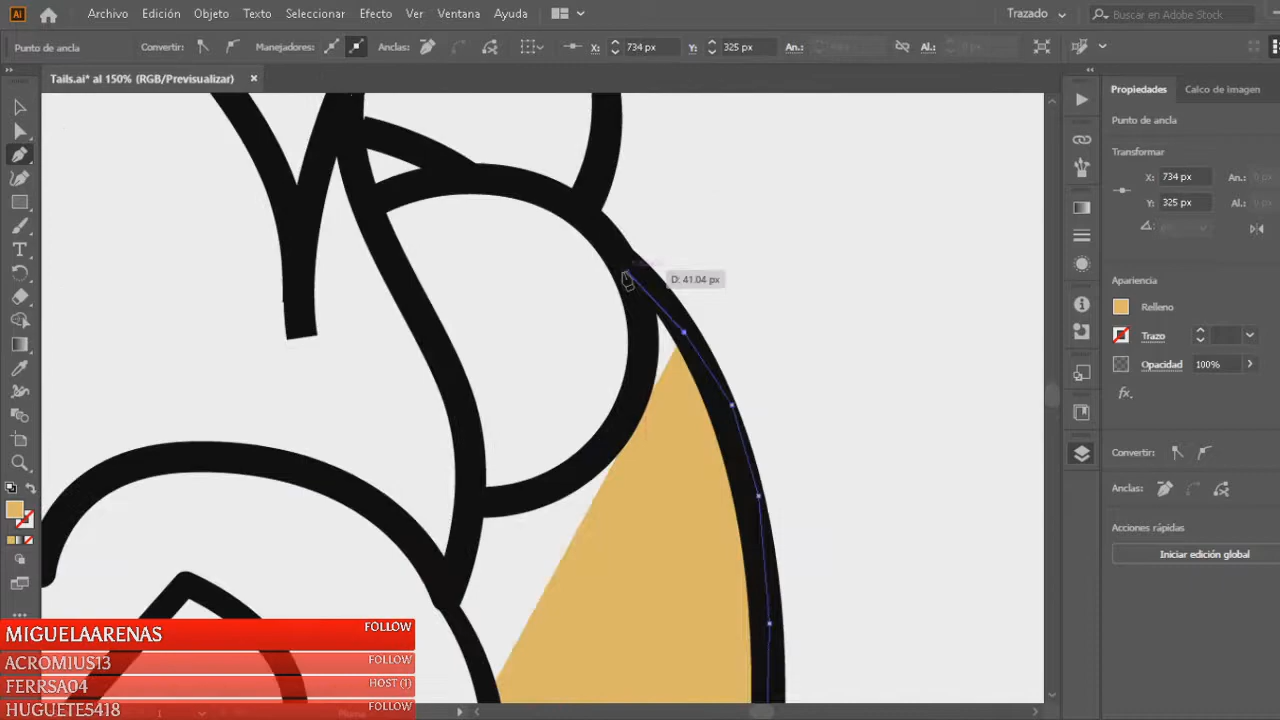 Ai Archivo Edición Objeto Texto Seleccionar Efecto Ver Ventana Ayuda Trazado Buscar en Adobe Stock
Punto de ancla Convertir: Manejadores: Anclas: X: 734 px Y: 325 px An.: Al.:
Tails.ai* al 150% (RGB/Previsualizar) ×
Propiedades Calco de imagen
Punto de ancla
Transformar
X: 734 px An.: 0 p
Y: 325 px Al.: 0 p
Apariencia
Relleno
Trazo
Opacidad 100%
fx.
Convertir:
Anclas:
Acciones rápidas
Iniciar edición global
D: 41.04 px
MIGUELAARENAS FOLLOW
ACROMIUS13 FOLLOW
FERRSA04 HOST (1)
HUGUETE5418 FOLLOW